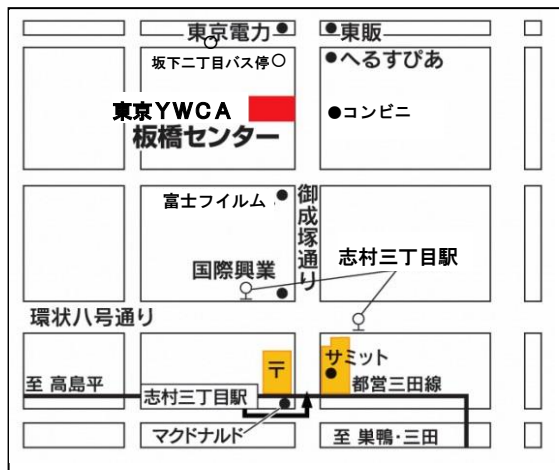 東京電力
東販
坂下二丁目バス停
へるすぴあ
東京YWCA
板橋センター
コンビニ
富士フイルム
御成塚通り
志村三丁目駅
国際興業
環状八号通り
〒
サミット
至 高島平
都営三田線
志村三丁目駅
マクドナルド
至 巣鴨・三田